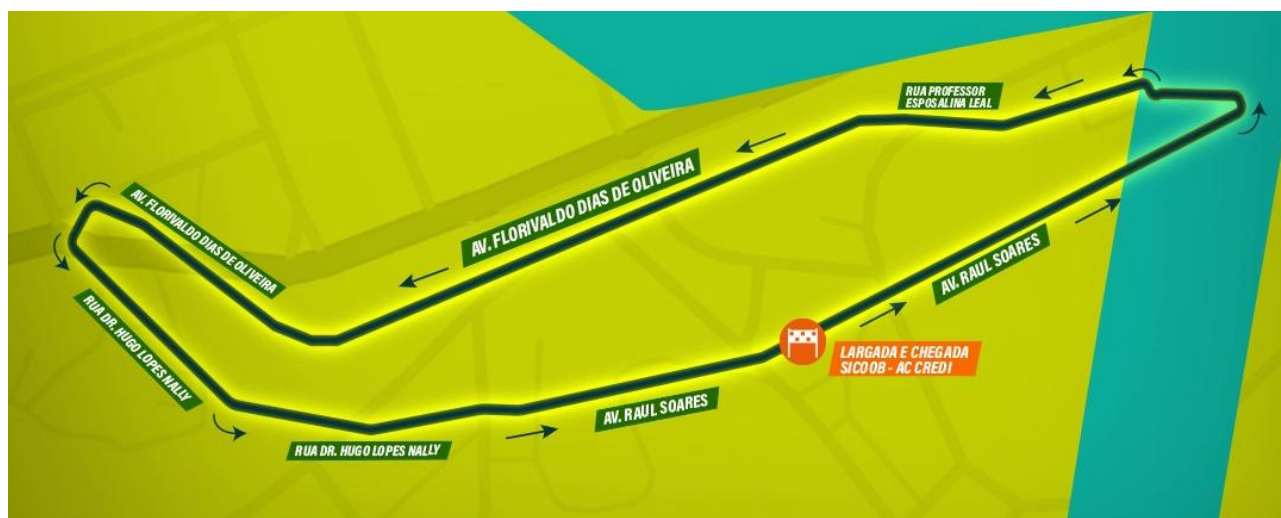 RUA PROFESSOR
ESPOSALINA LEAL
AV. FLORIVALDO DIAS DE OLIVEIRA
AV. FLORIVALDO DIAS DE OLIVEIRA
AV. RAUL SOARES
RUA DR. HUGO LOPES NALLY
LARGADA E CHEGADA
SICOOB - AC CREDI
AV. RAUL SOARES
RUA DR. HUGO LOPES NALLY